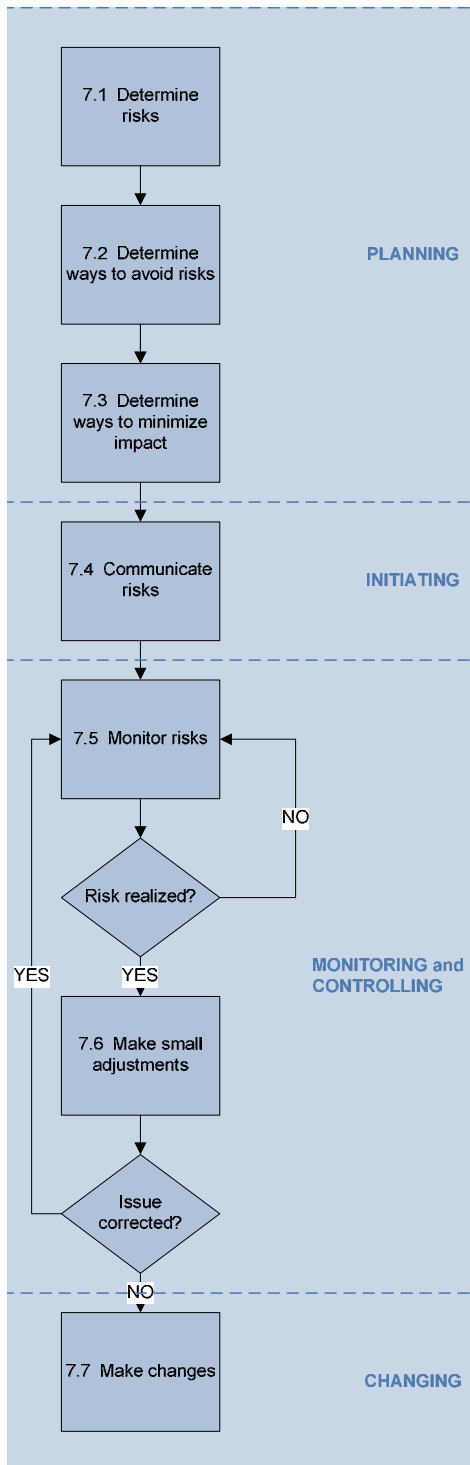 7.1 Determine
risks
7.2 Determine
ways to avoid risks
PLANNING
7.3 Determine
ways to minimize
impact
7.4 Communicate
risks
INITIATING
7.5 Monitor risks
NO
Risk realized?
YES
YES
MONITORING and
CONTROLLING
7.6 Make small
adjustments
Issue
corrected?
NO
7.7 Make changes
CHANGING